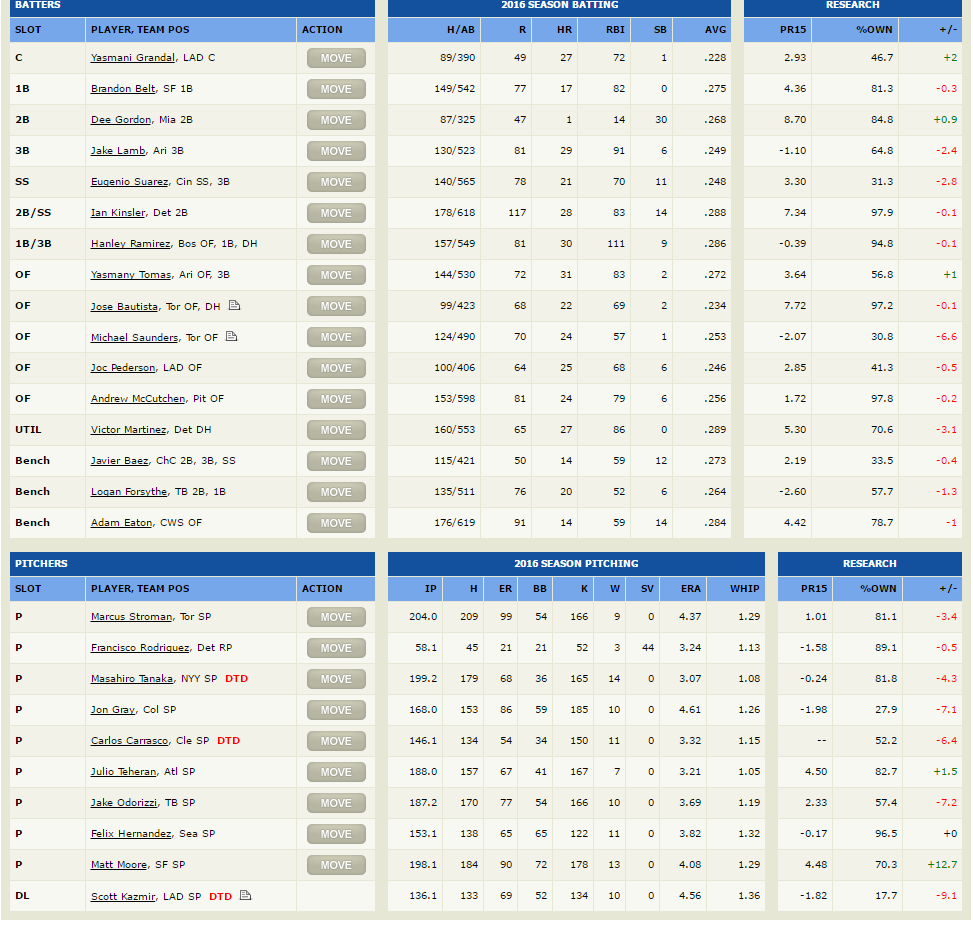 BATTERS 2016 SEASON BATTING RESEARCH
SLOT PLAYER, TEAM POS ACTION H/AB R HR RBI SB AVG PR15 %OWN +/-
C Yasmani Grandal, LAD C MOVE 89/390 49 27 72 1 .228 2.93 46.7 +2
1B Brandon Belt, SF 1B MOVE 149/542 77 17 82 0 .275 4.36 81.3 -0.3
2B Dee Gordon, Mia 2B MOVE 87/325 47 1 14 30 .268 8.70 84.8 +0.9
3B Jake Lamb, Ari 3B MOVE 130/523 81 29 91 6 .249 -1.10 64.8 -2.4
SS Eugenio Suarez, Cin SS, 3B MOVE 140/565 78 21 70 11 .248 3.30 31.3 -2.8
2B/SS Ian Kinsler, Det 2B MOVE 178/618 117 28 83 14 .288 7.34 97.9 -0.1
1B/3B Hanley Ramirez, Bos OF, 1B, DH MOVE 157/549 81 30 111 9 .286 -0.39 94.8 -0.1
OF Yasmany Tomas, Ari OF, 3B MOVE 144/530 72 31 83 2 .272 3.64 56.8 +1
OF Jose Bautista, Tor OF, DH MOVE 99/423 68 22 69 2 .234 7.72 97.2 -0.1
OF Michael Saunders, Tor OF MOVE 124/490 70 24 57 1 .253 -2.07 30.8 -6.6
OF Joc Pederson, LAD OF MOVE 100/406 64 25 68 6 .246 2.85 41.3 -0.5
OF Andrew McCutchen, Pit OF MOVE 153/598 81 24 79 6 .256 1.72 97.8 -0.2
UTIL Victor Martinez, Det DH MOVE 160/553 65 27 86 0 .289 5.30 70.6 -3.1
Bench Javier Baez, ChC 2B, 3B, SS MOVE 115/421 50 14 59 12 .273 2.19 33.5 -0.4
Bench Logan Forsythe, TB 2B, 1B MOVE 135/511 76 20 52 6 .264 -2.60 57.7 -1.3
Bench Adam Eaton, CWS OF MOVE 176/619 91 14 59 14 .284 4.42 78.7 -1
PITCHERS 2016 SEASON PITCHING RESEARCH
SLOT PLAYER, TEAM POS ACTION IP H ER BB K W SV ERA WHIP PR15 %OWN +/-
P Marcus Stroman, Tor SP MOVE 204.0 209 99 54 166 9 0 4.37 1.29 1.01 81.1 -3.4
P Francisco Rodriguez, Det RP MOVE 58.1 45 21 21 52 3 44 3.24 1.13 -1.58 89.1 -0.5
P Masahiro Tanaka, NYY SP DTD MOVE 199.2 179 68 36 165 14 0 3.07 1.08 -0.24 81.8 -4.3
P Jon Gray, Col SP MOVE 168.0 153 86 59 185 10 0 4.61 1.26 -1.98 27.9 -7.1
P Carlos Carrasco, Cle SP DTD MOVE 146.1 134 54 34 150 11 0 3.32 1.15 -- 52.2 -6.4
P Julio Teheran, Atl SP MOVE 188.0 157 67 41 167 7 0 3.21 1.05 4.50 82.7 +1.5
P Jake Odorizzi, TB SP MOVE 187.2 170 77 54 166 10 0 3.69 1.19 2.33 57.4 -7.2
P Felix Hernandez, Sea SP MOVE 153.1 138 65 65 122 11 0 3.82 1.32 -0.17 96.5 +0
P Matt Moore, SF SP MOVE 198.1 184 90 72 178 13 0 4.08 1.29 4.48 70.3 +12.7
DL Scott Kazmir, LAD SP DTD 136.1 133 69 52 134 10 0 4.56 1.36 -1.82 17.7 -9.1